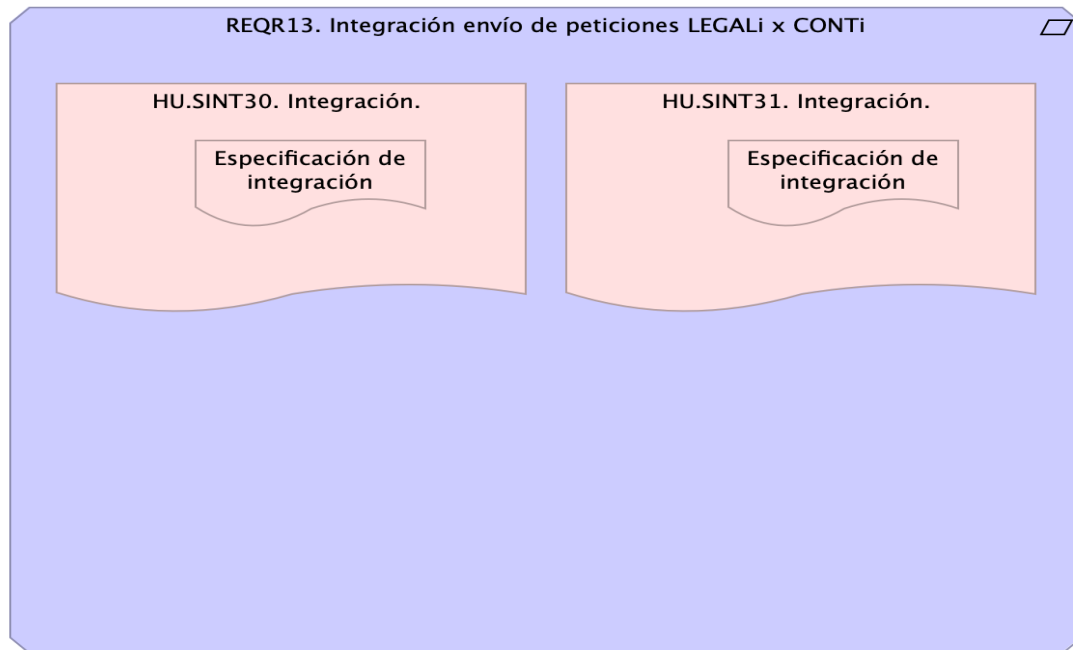 REQR13. Integración envío de peticiones LEGALi x CONTi
HU.SINT30. Integración.
Especificación de
integración
HU.SINT31. Integración.
Especificación de
integración